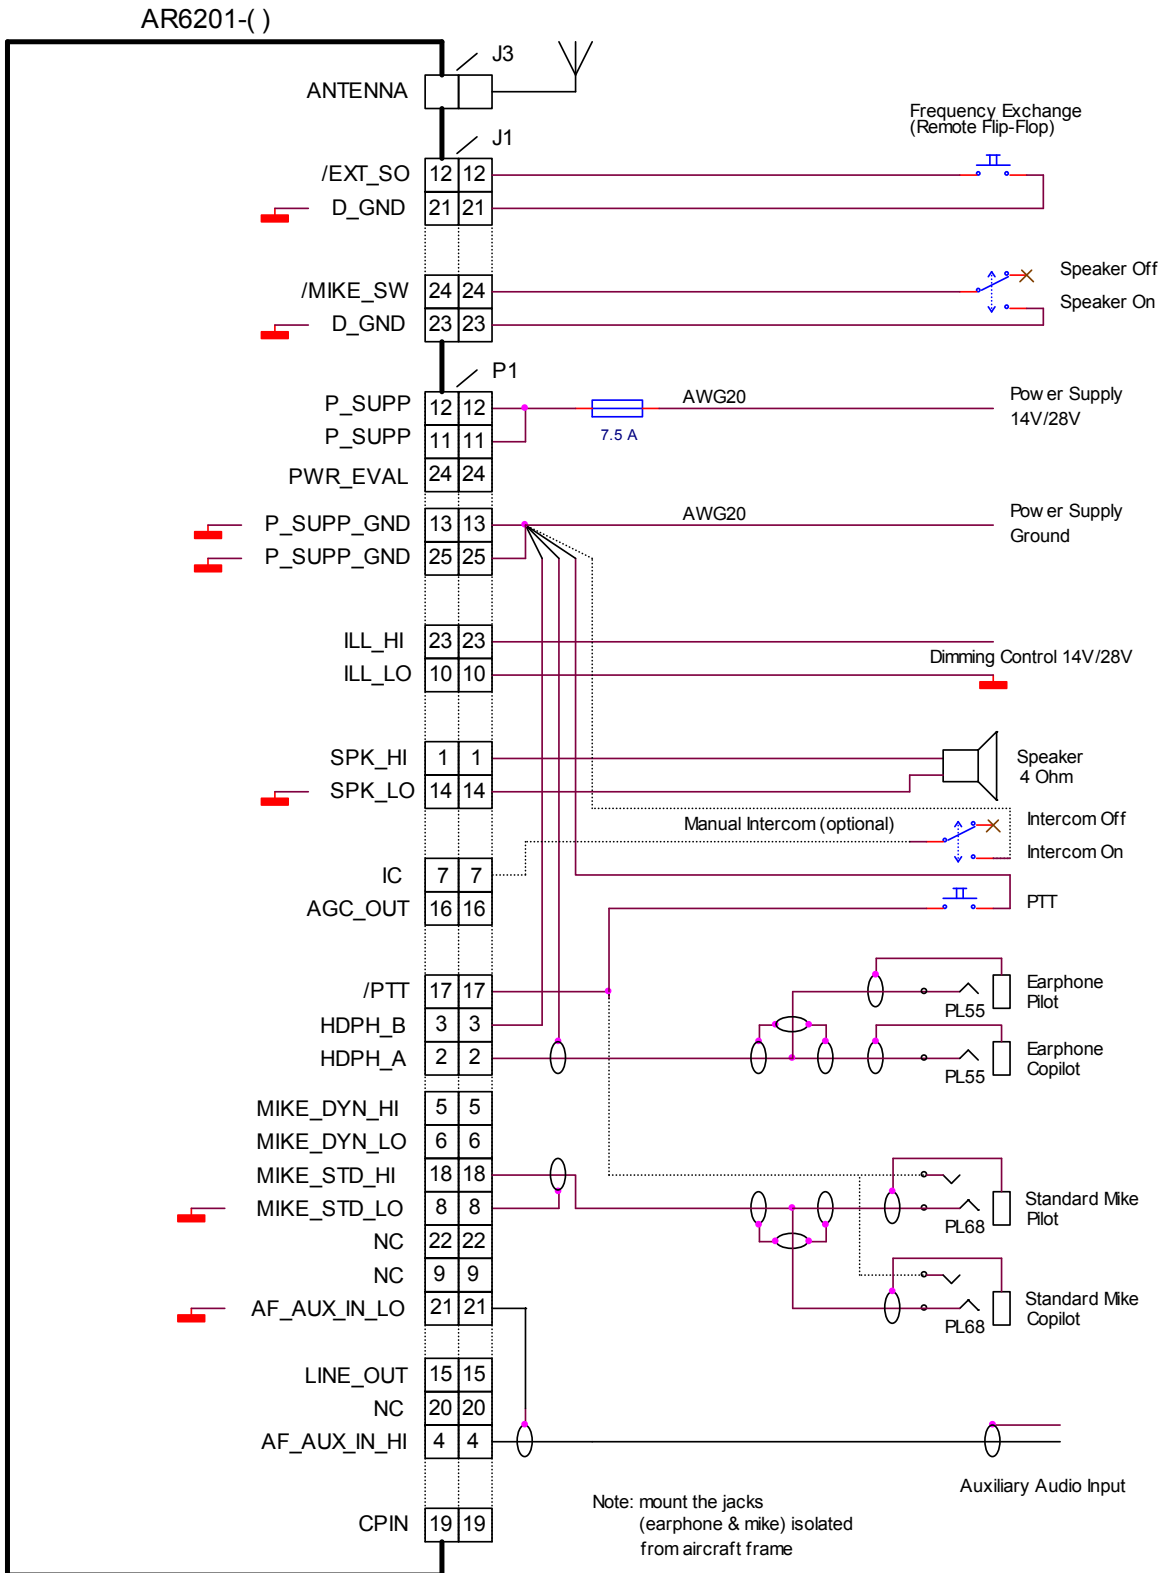 AR6201-( )
J3
ANTENNA
J1
Frequency Exchange
(Remote Flip-Flop)
/EXT_SO 12 12
D_GND 21 21
/MIKE_SW 24 24
Speaker Off
D_GND 23 23
Speaker On
P1
P_SUPP 12 12
AWG20
Power Supply
14V/28V
P_SUPP 11 11
7.5 A
PWR_EVAL 24 24
P_SUPP_GND 13 13
AWG20
Power Supply
Ground
P_SUPP_GND 25 25
ILL_HI 23 23
Dimming Control 14V/28V
ILL_LO 10 10
SPK_HI 1 1
Speaker
4 Ohm
SPK_LO 14 14
Manual Intercom (optional)
Intercom Off
Intercom On
IC 7 7
AGC_OUT 16 16
PTT
/PTT 17 17
Earphone
Pilot
PL55
HDPH_B 3 3
HDPH_A 2 2
Earphone
Copilot
PL55
MIKE_DYN_HI 5 5
MIKE_DYN_LO 6 6
MIKE_STD_HI 18 18
MIKE_STD_LO 8 8
Standard Mike
Pilot
PL68
NC 22 22
NC 9 9
AF_AUX_IN_LO 21 21
Standard Mike
Copilot
PL68
LINE_OUT 15 15
NC 20 20
AF_AUX_IN_HI 4 4
Auxiliary Audio Input
Note: mount the jacks
(earphone & mike) isolated
from aircraft frame
CPIN 19 19